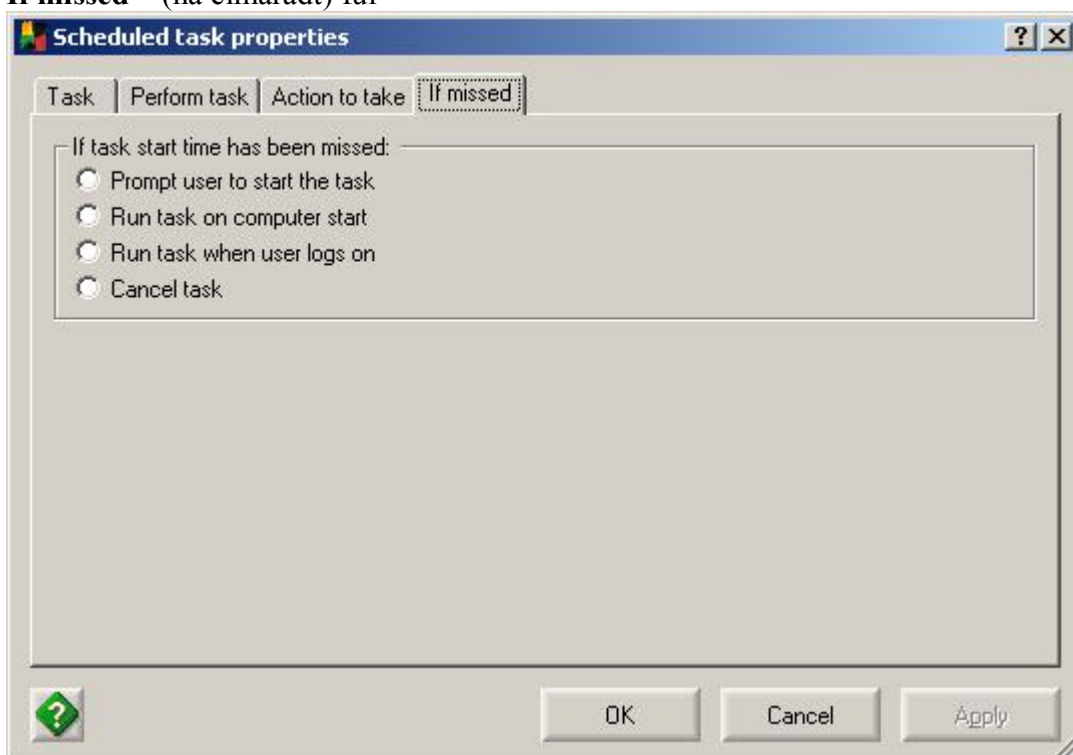 If missed – (ha elmaradt) fül
Scheduled task properties
Task Perform task Action to take If missed
If task start time has been missed:
Prompt user to start the task
Run task on computer start
Run task when user logs on
Cancel task
OK Cancel Apply